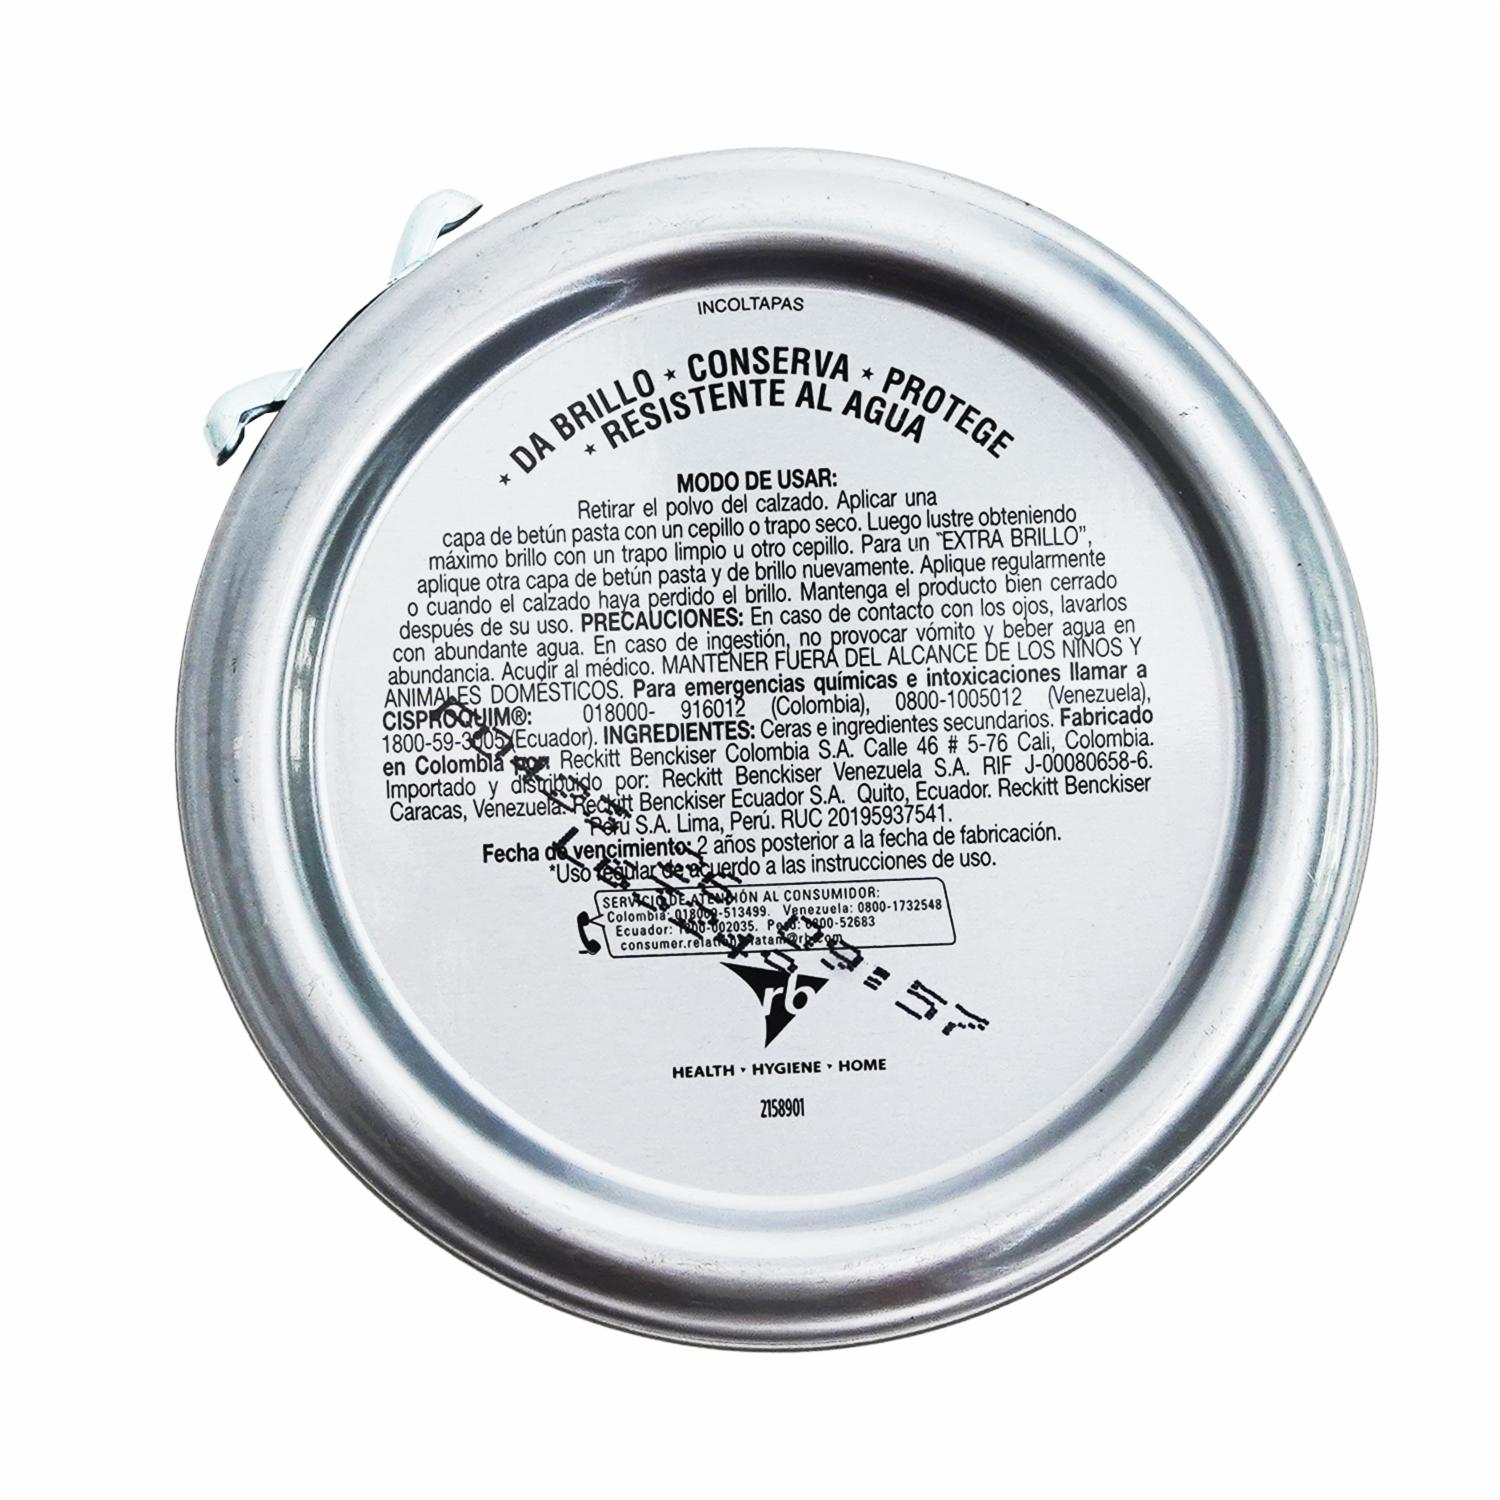 INCOLTAPAS
★ DA BRILLO ★ CONSERVA ★ PROTEGE
★ RESISTENTE AL AGUA
MODO DE USAR:
Retirar el polvo del calzado. Aplicar una
capa de betún pasta con un cepillo o trapo seco. Luego lustre obteniendo
máximo brillo con un trapo limpio u otro cepillo. Para un "EXTRA BRILLO",
aplique otra capa de betún pasta y de brillo nuevamente. Aplique regularmente
o cuando el calzado haya perdido el brillo. Mantenga el producto bien cerrado
después de su uso. PRECAUCIONES: En caso de contacto con los ojos, lavarlos
con abundante agua. En caso de ingestión, no provocar vómito y beber agua en
abundancia. Acudir al médico. MANTENER FUERA DEL ALCANCE DE LOS NIÑOS Y
ANIMALES DOMÉSTICOS. Para emergencias químicas e intoxicaciones llamar a
CISPROQUIM®: 018000- 916012 (Colombia), 0800-1005012 (Venezuela),
1800-59-3005 (Ecuador). INGREDIENTES: Ceras e ingredientes secundarios. Fabricado
en Colombia por: Reckitt Benckiser Colombia S.A. Calle 46 # 5-76 Cali, Colombia.
Importado y distribuido por: Reckitt Benckiser Venezuela S.A. RIF J-00080658-6.
Caracas, Venezuela. Reckitt Benckiser Ecuador S.A. Quito, Ecuador. Reckitt Benckiser
Perú S.A. Lima, Perú. RUC 20195937541.
Fecha de vencimiento: 2 años posterior a la fecha de fabricación.
*Uso regular de acuerdo a las instrucciones de uso.
SERVICIO DE ATENCIÓN AL CONSUMIDOR:
Colombia: 018000-513499. Venezuela: 0800-1732548
Ecuador: 1800-002035. Perú: 0800-52683
consumer.relationslatam@rb.com
09:57
rb
HEALTH • HYGIENE • HOME
2158901